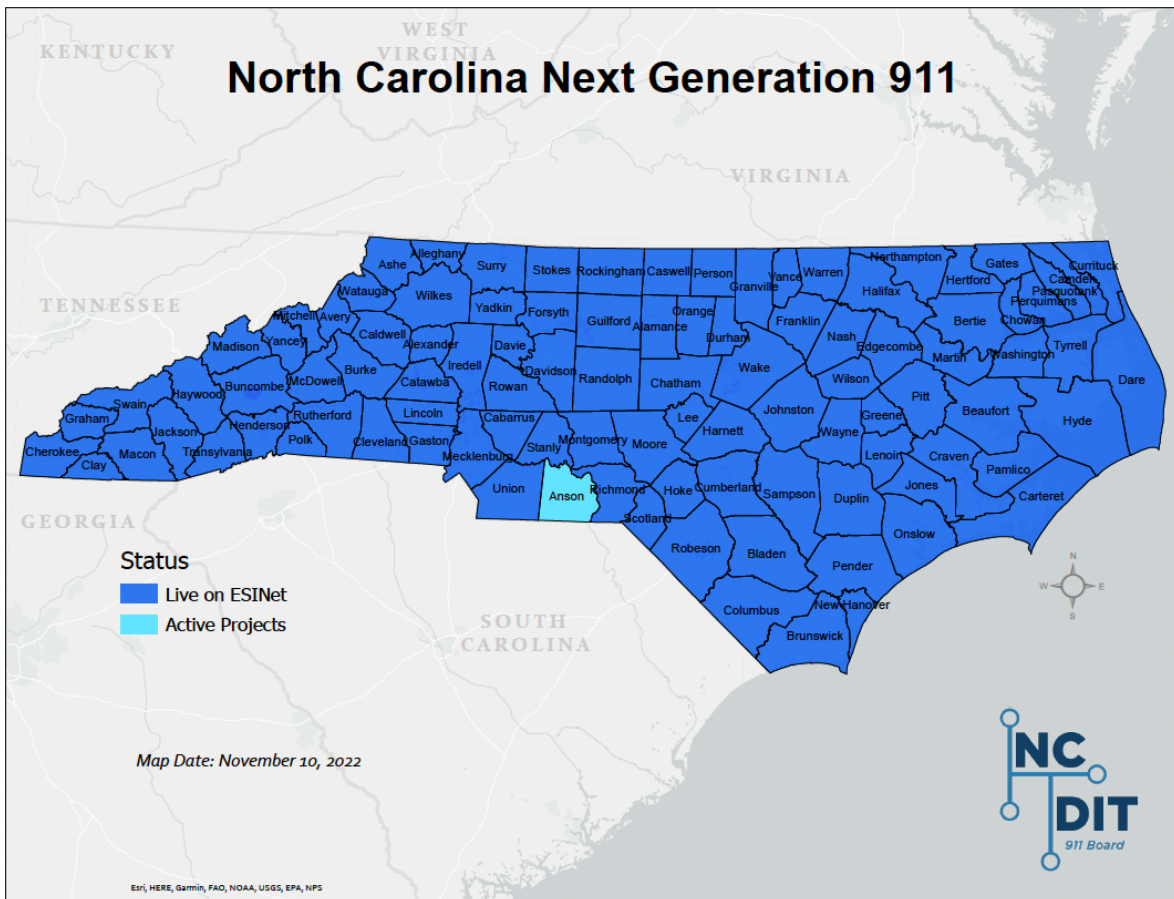 KENTUCKY
WEST
VIRGINIA
North Carolina Next Generation 911
VIRGINIA
TENNESSEE
Ashe
Alleghany
Surry
Stokes
Rockingham
Caswell
Person
Granville
Vance
Warren
Northampton
Halifax
Hertford
Gates
Currituck
Camden
Pasquotank
Perquimans
Chowan
Watauga
Wilkes
Yadkin
Forsyth
Guilford
Alamance
Orange
Durham
Franklin
Nash
Edgecombe
Bertie
Martin
Washington
Tyrrell
Dare
Mitchell
Avery
Caldwell
Alexander
Iredell
Davie
Davidson
Randolph
Chatham
Wake
Wilson
Pitt
Beaufort
Hyde
Madison
Yancey
McDowell
Burke
Catawba
Rowan
Buncombe
Haywood
Swain
Graham
Cherokee
Clay
Macon
Jackson
Transylvania
Henderson
Polk
Rutherford
Cleveland
Lincoln
Gaston
Mecklenburg
Cabarrus
Stanly
Montgomery
Moore
Lee
Harnett
Johnston
Wayne
Greene
Lenoir
Craven
Pamlico
Jones
Carteret
Union
Anson
Richmond
Scotland
Hoke
Cumberland
Sampson
Duplin
Onslow
Robeson
Bladen
Pender
Columbus
New Hanover
Brunswick
GEORGIA
SOUTH
CAROLINA
Status
Live on ESINet
Active Projects
N
W
E
S
Map Date: November 10, 2022
NC
DIT
911 Board
Esri, HERE, Garmin, FAO, NOAA, USGS, EPA, NPS